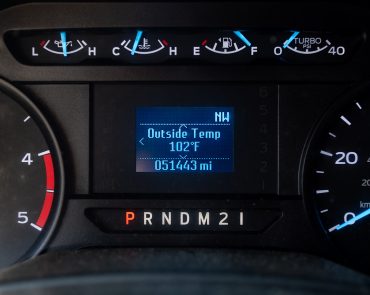 L H C H E F 0 TURBO PSI 40
NW
Outside Temp
102°F
051443 mi
4
5
20
0
P R N D M 2 1